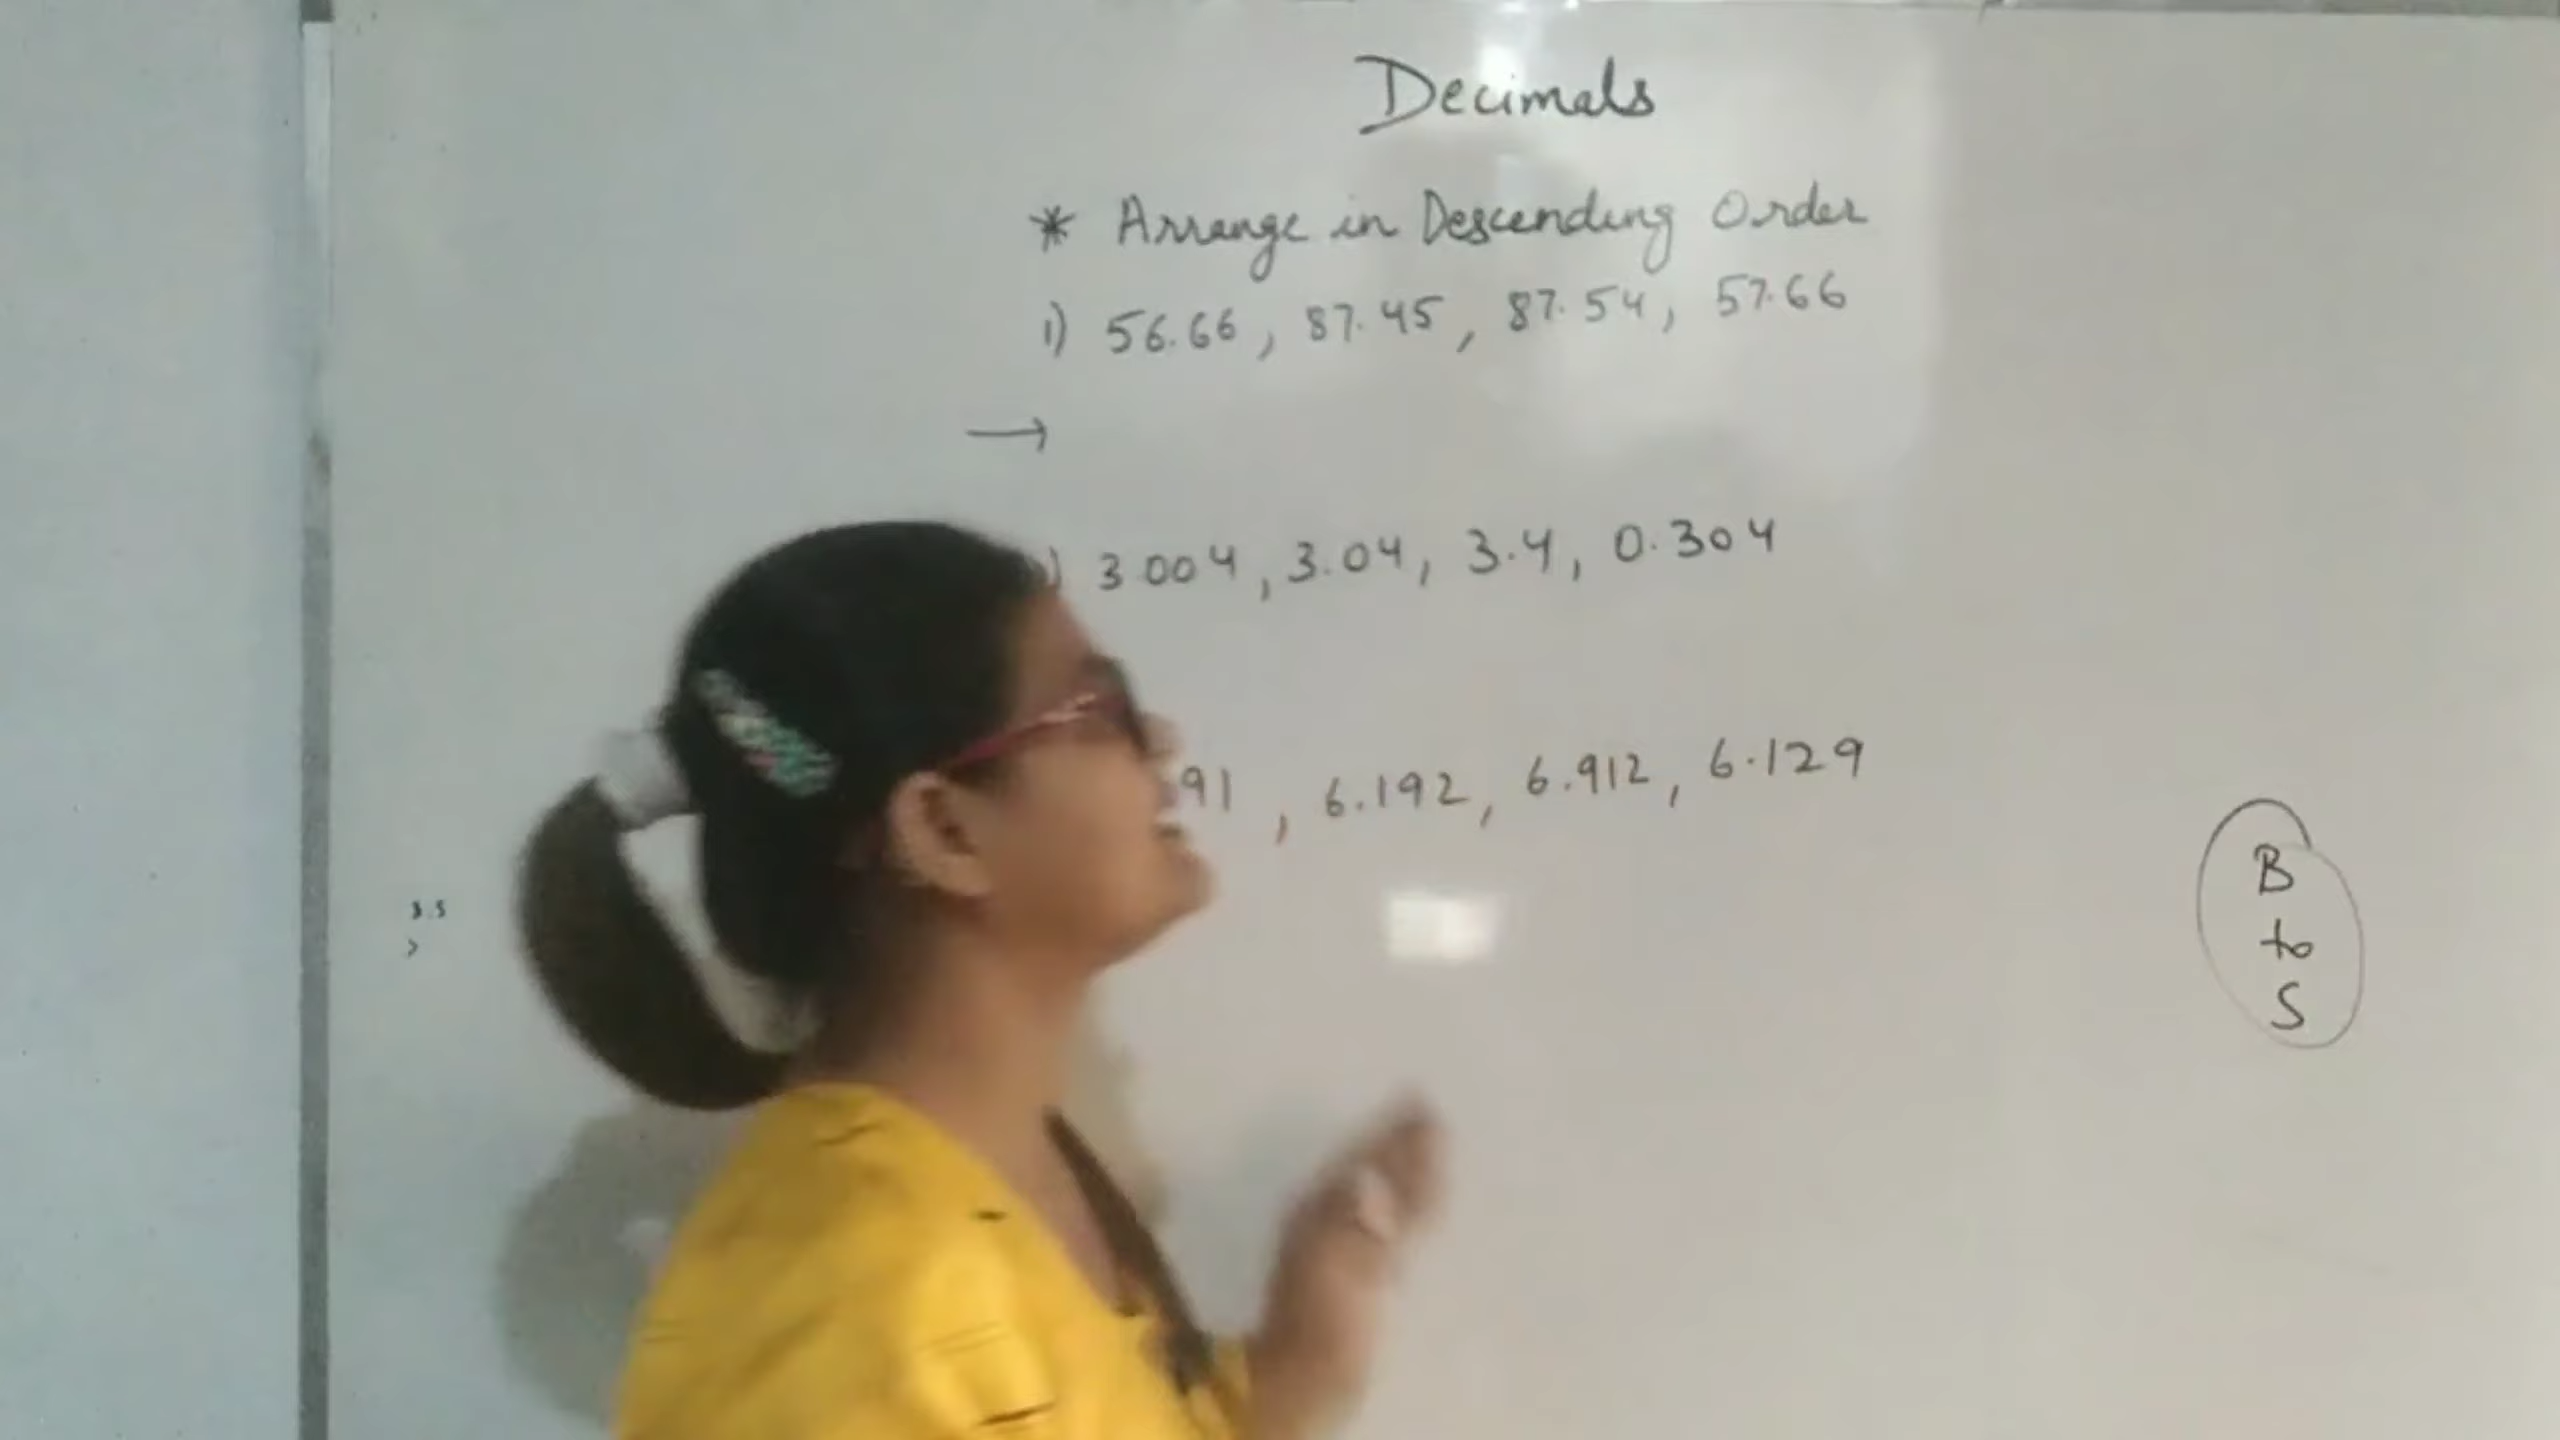 Decimals
* Arrange in Descending Order
i) 56.66, 87.45, 87.54, 57.66
→
) 3.004, 3.04, 3.4, 0.304
91, 6.192, 6.912, 6.129
B
to
S